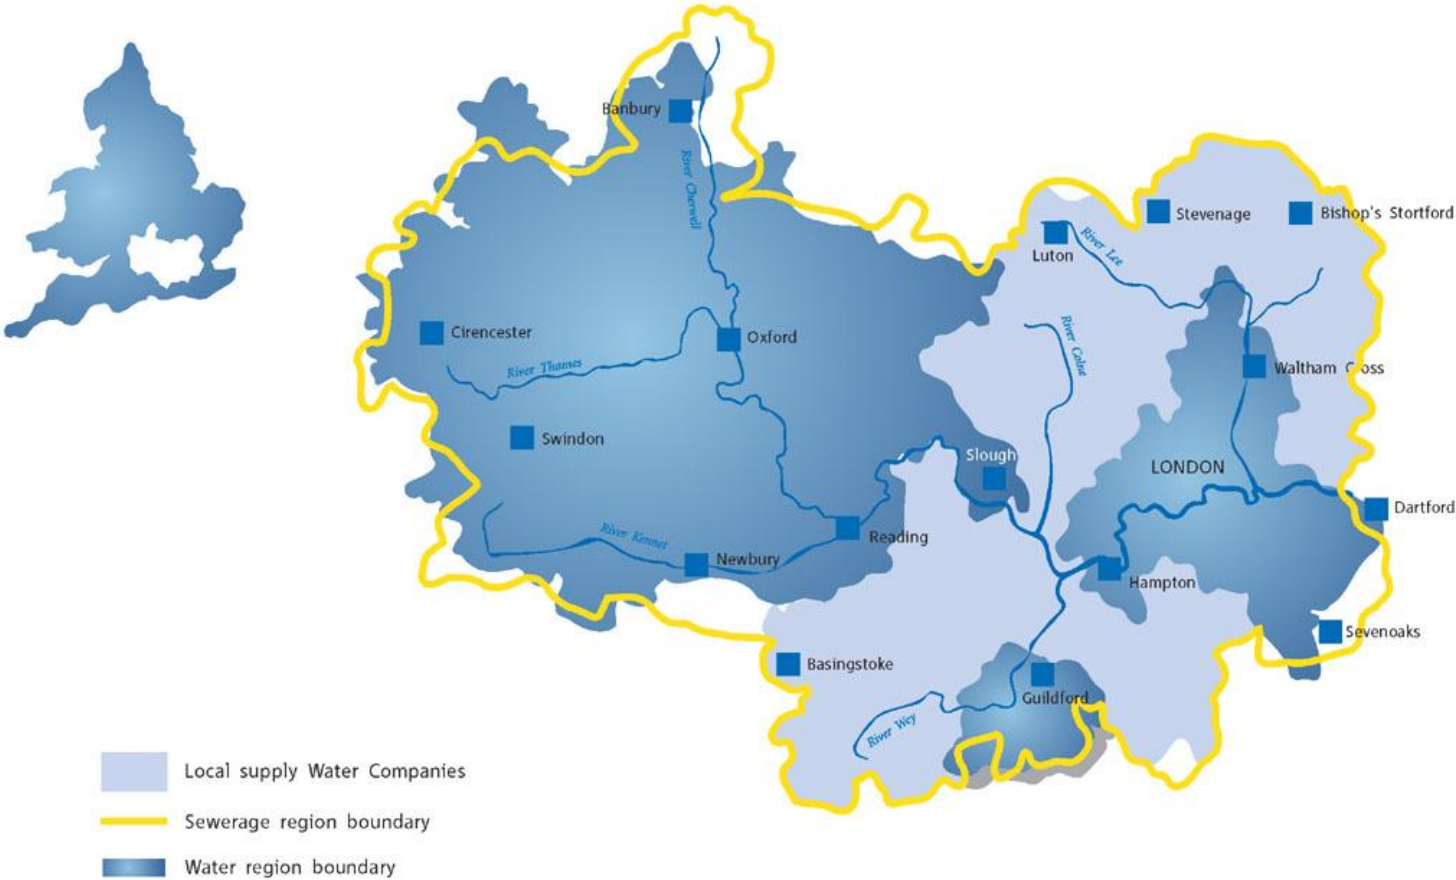 Banbury
River Cherwell
Stevenage
Bishop's Stortford
Luton
River Lee
Cirencester
Oxford
River Thames
River Colne
Waltham Cross
Swindon
Slough
LONDON
Dartford
River Kenner
Reading
Newbury
Hampton
Sevenoaks
Basingstoke
Guildford
River Wey
Local supply Water Companies
Sewerage region boundary
Water region boundary